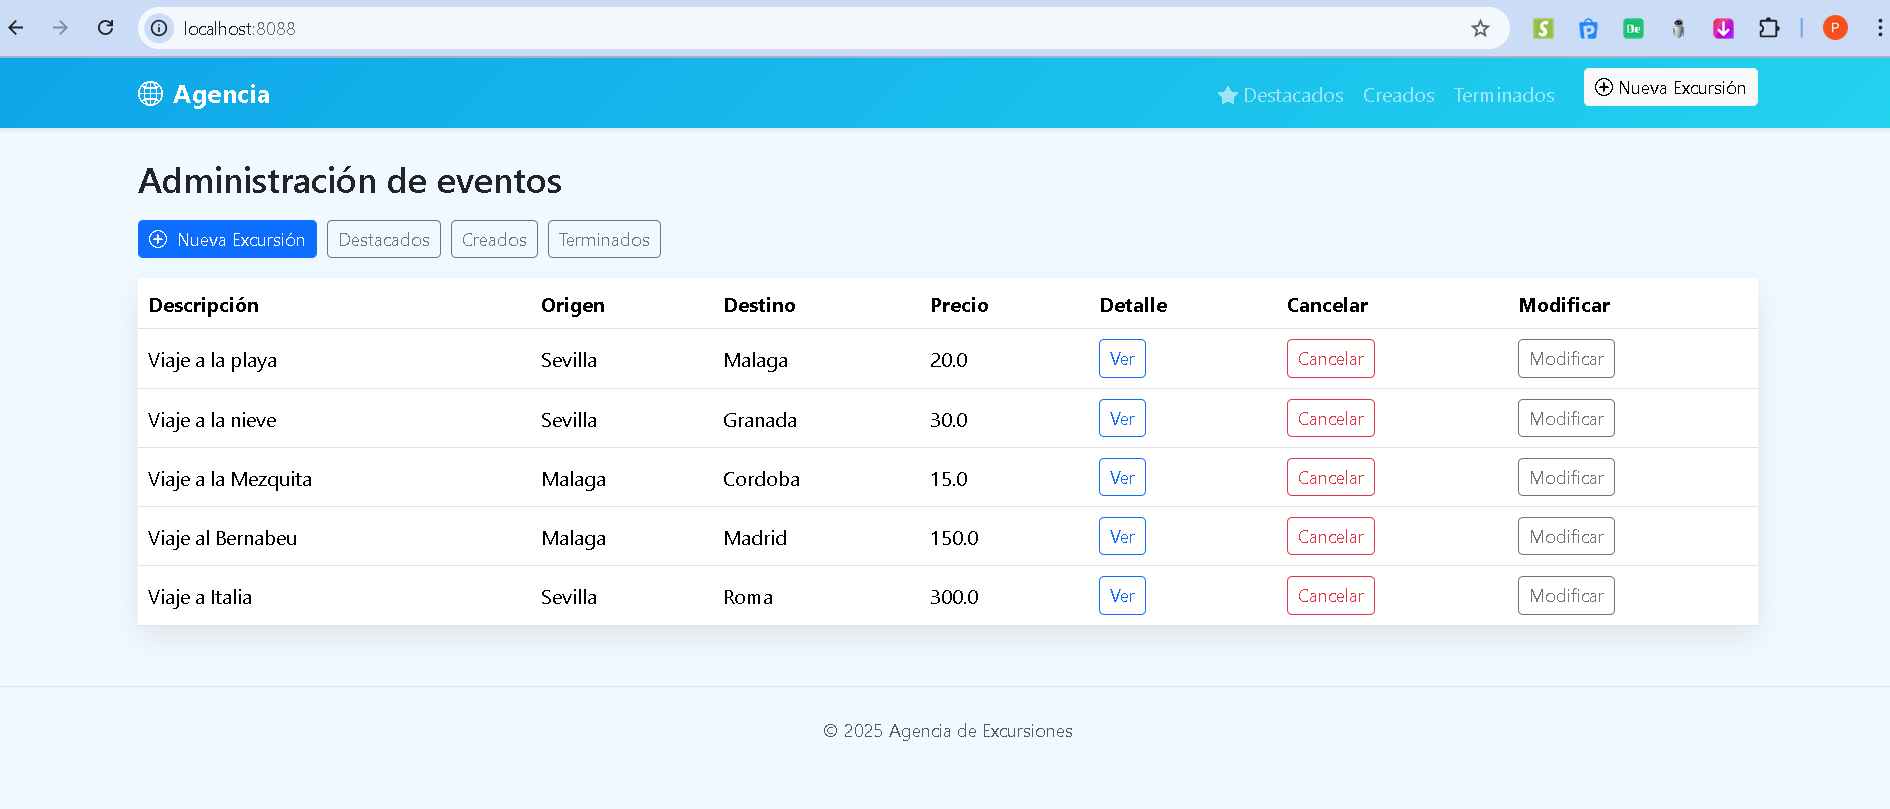 localhost:8088
Agencia
Destacados Creados Terminados Nueva Excursión
Administración de eventos
Nueva Excursión Destacados Creados Terminados
Descripción Origen Destino Precio Detalle Cancelar Modificar
Viaje a la playa Sevilla Malaga 20.0 Ver Cancelar Modificar
Viaje a la nieve Sevilla Granada 30.0 Ver Cancelar Modificar
Viaje a la Mezquita Malaga Cordoba 15.0 Ver Cancelar Modificar
Viaje al Bernabeu Malaga Madrid 150.0 Ver Cancelar Modificar
Viaje a Italia Sevilla Roma 300.0 Ver Cancelar Modificar
© 2025 Agencia de Excursiones
S
P
De
P